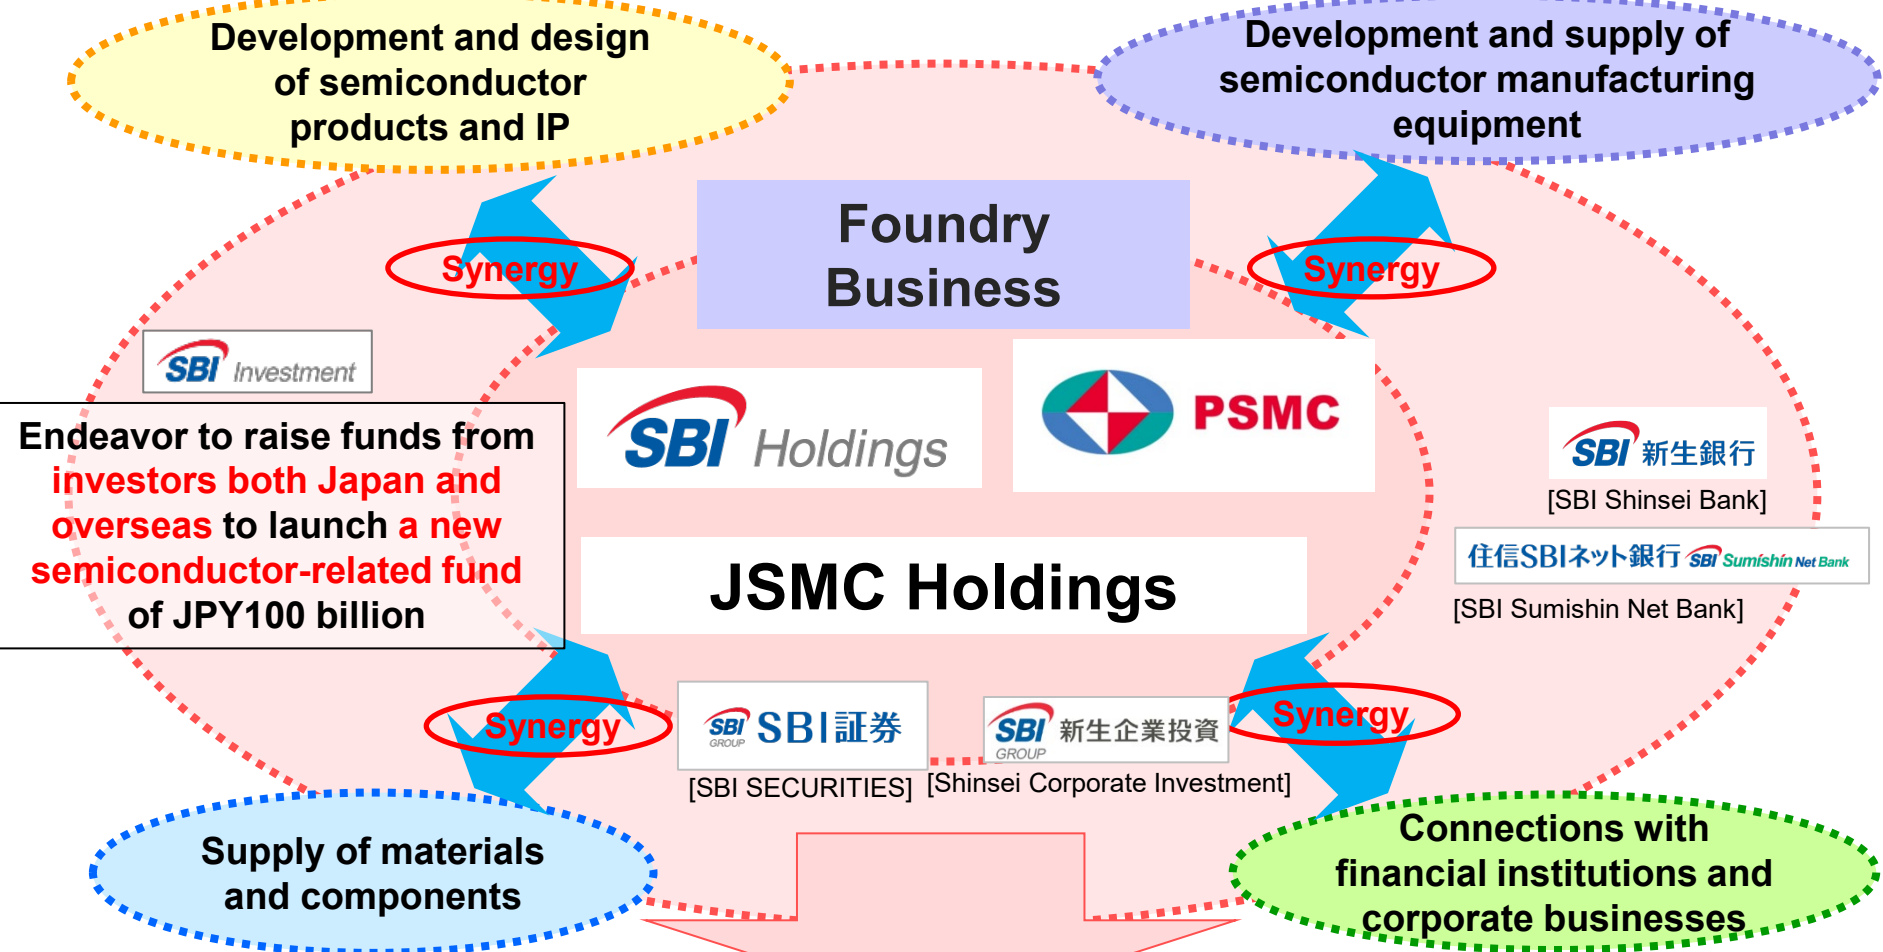 Development and design
of semiconductor
products and IP
Development and supply of
semiconductor manufacturing
equipment
Foundry
Business
Synergy
Synergy
SBI Investment
Endeavor to raise funds from
investors both Japan and
overseas to launch a new
semiconductor-related fund
of JPY100 billion
SBI Holdings
PSMC
SBI 新生銀行
[SBI Shinsei Bank]
住信SBIネット銀行 SBI Sumishin Net Bank
[SBI Sumishin Net Bank]
JSMC Holdings
Synergy
Synergy
SBI GROUP SBI証券
[SBI SECURITIES]
SBI GROUP 新生企業投資
[Shinsei Corporate Investment]
Supply of materials
and components
Connections with
financial institutions and
corporate businesses